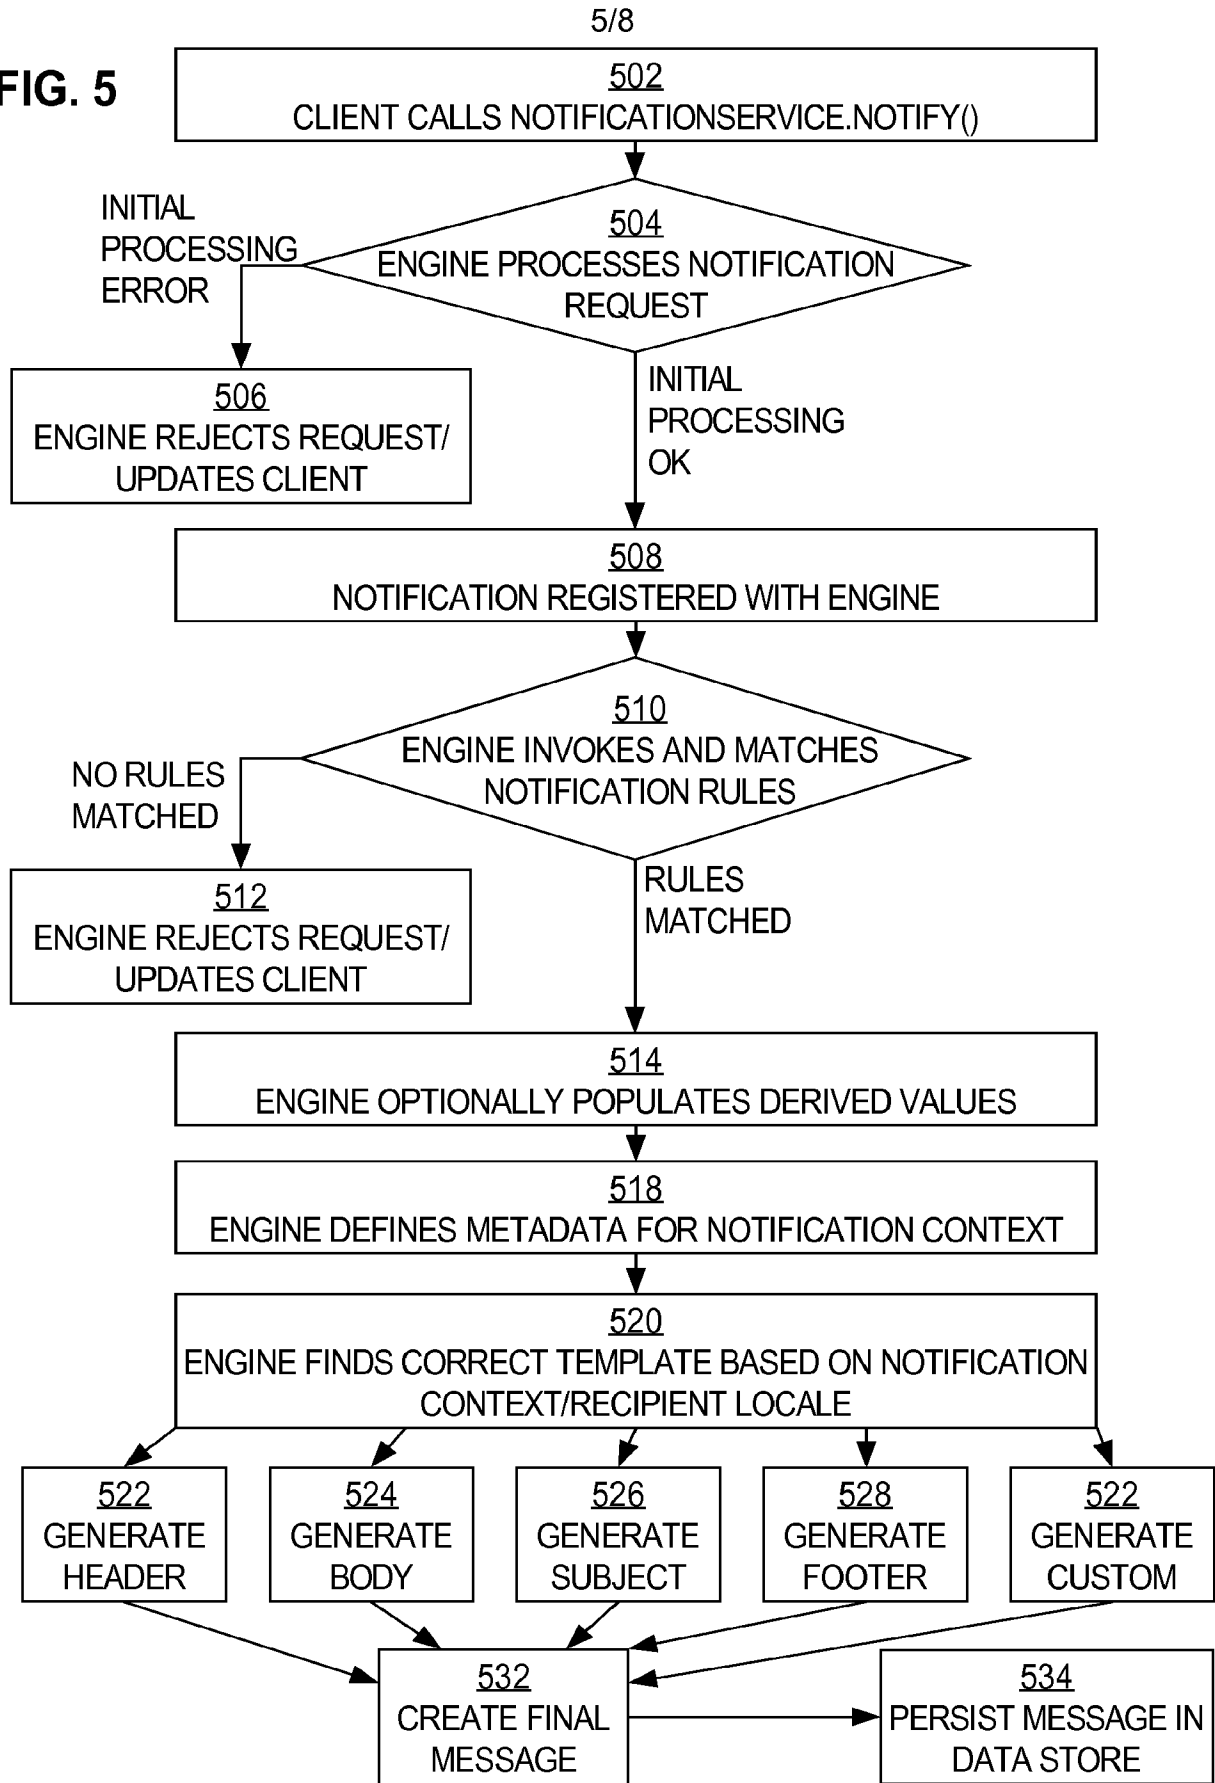 5/8
FIG. 5
502
CLIENT CALLS NOTIFICATIONSERVICE.NOTIFY()
INITIAL
PROCESSING
ERROR
504
ENGINE PROCESSES NOTIFICATION
REQUEST
506
ENGINE REJECTS REQUEST/
UPDATES CLIENT
INITIAL
PROCESSING
OK
508
NOTIFICATION REGISTERED WITH ENGINE
510
ENGINE INVOKES AND MATCHES
NOTIFICATION RULES
NO RULES
MATCHED
512
ENGINE REJECTS REQUEST/
UPDATES CLIENT
RULES
MATCHED
514
ENGINE OPTIONALLY POPULATES DERIVED VALUES
518
ENGINE DEFINES METADATA FOR NOTIFICATION CONTEXT
520
ENGINE FINDS CORRECT TEMPLATE BASED ON NOTIFICATION
CONTEXT/RECIPIENT LOCALE
522
GENERATE
HEADER
524
GENERATE
BODY
526
GENERATE
SUBJECT
528
GENERATE
FOOTER
522
GENERATE
CUSTOM
532
CREATE FINAL
MESSAGE
534
PERSIST MESSAGE IN
DATA STORE